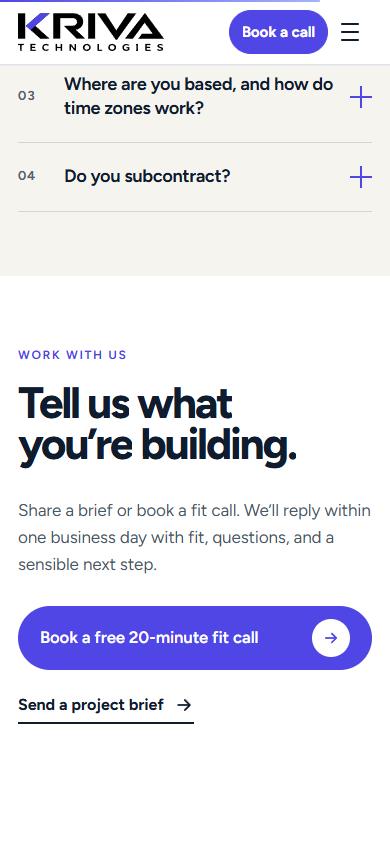 KRIVA
TECHNOLOGIES
Book a call
03
Where are you based, and how do
time zones work?
04
Do you subcontract?
WORK WITH US
Tell us what
you’re building.
Share a brief or book a fit call. We’ll reply within
one business day with fit, questions, and a
sensible next step.
Book a free 20-minute fit call
Send a project brief